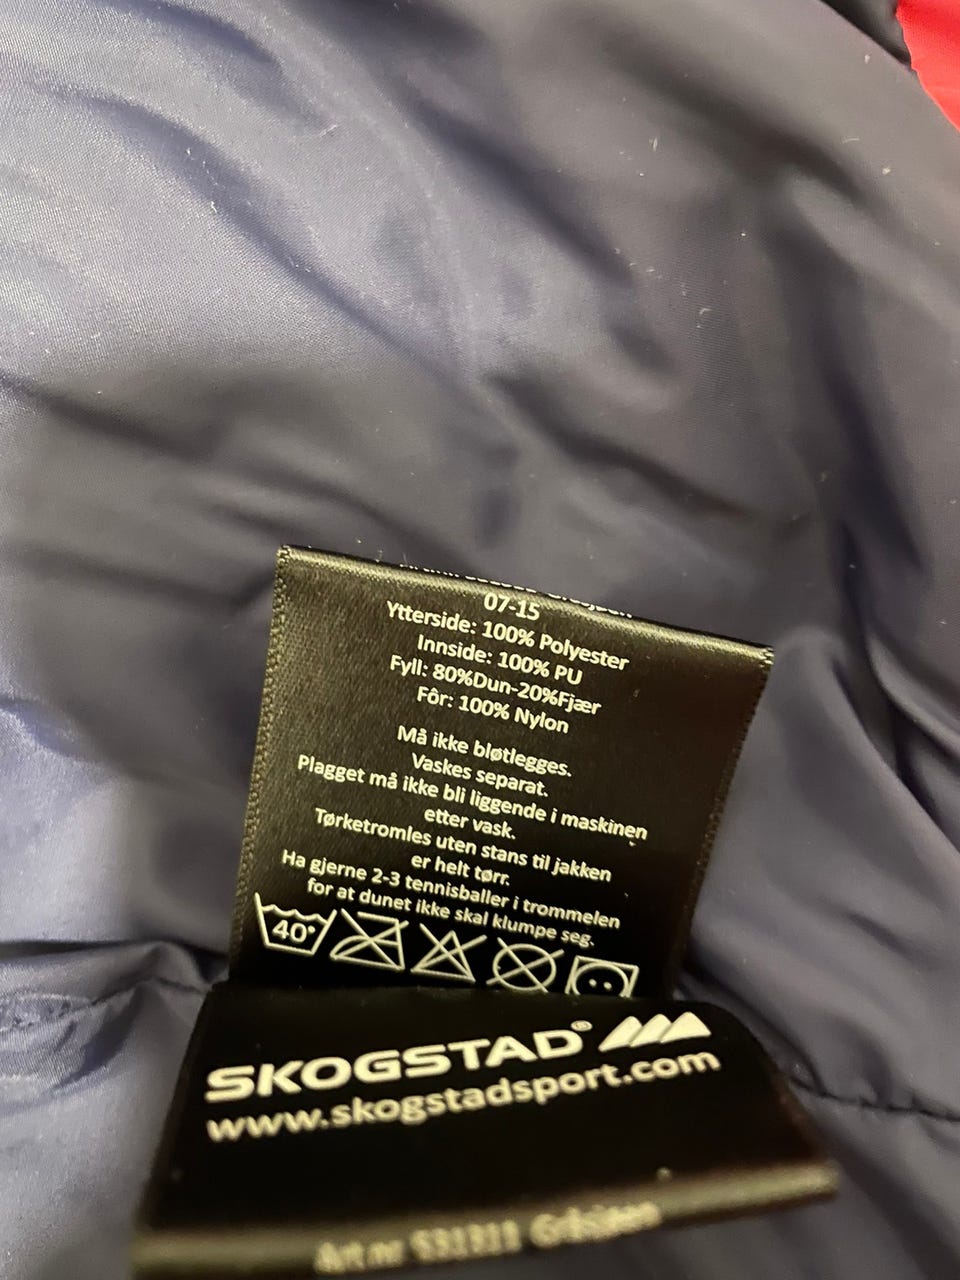 07-15
Ytterside: 100% Polyester
Innside: 100% PU
Fyll: 80%Dun-20%Fjær
Fôr: 100% Nylon
Må ikke bløtlegges.
Vaskes separat.
Plagget må ikke bli liggende i maskinen
etter vask.
Tørketromles uten stans til jakken
er helt tørr.
Ha gjerne 2-3 tennisballer i trommelen
for at dunet ikke skal klumpe seg.
40°
SKOGSTAD®
www.skogstadsport.com
Art.nr